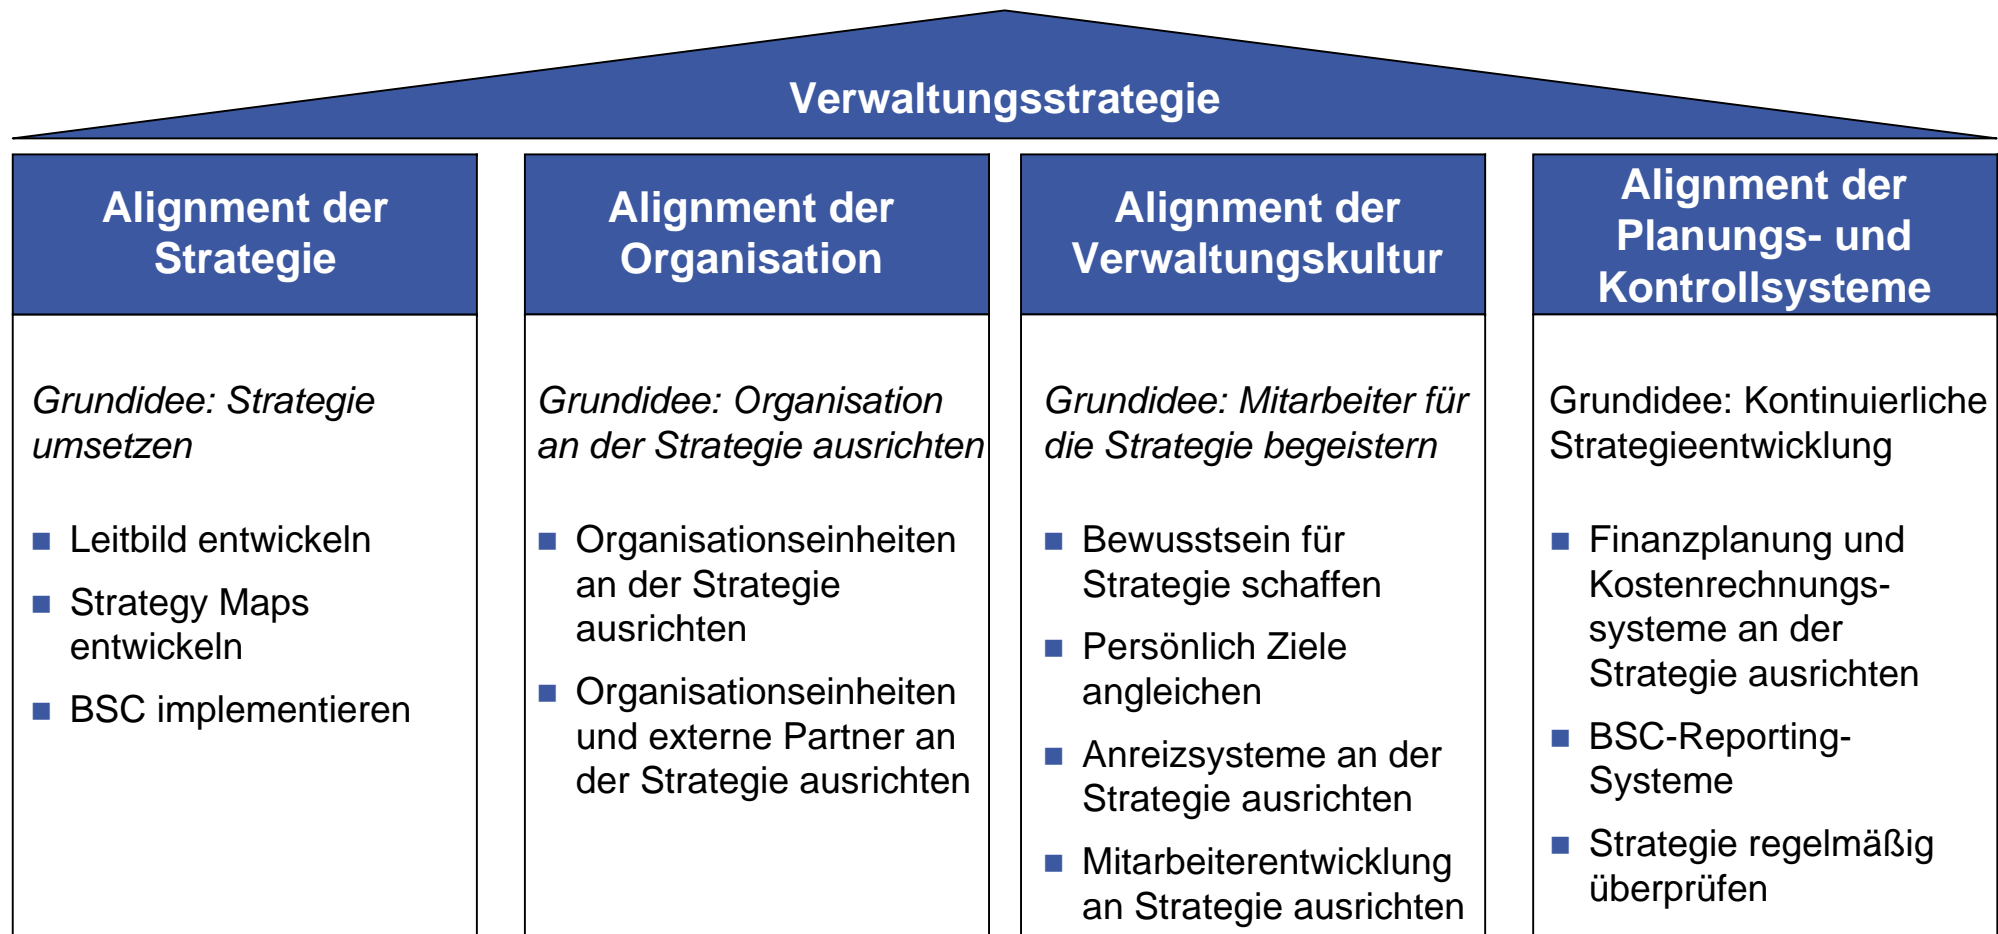 Verwaltungsstrategie
Alignment der
Strategie
Grundidee: Strategie
umsetzen
Leitbild entwickeln
Strategy Maps
entwickeln
BSC implementieren
Alignment der
Organisation
Grundidee: Organisation
an der Strategie ausrichten
Organisationseinheiten
an der Strategie
ausrichten
Organisationseinheiten
und externe Partner an
der Strategie ausrichten
Alignment der
Verwaltungskultur
Grundidee: Mitarbeiter für
die Strategie begeistern
Bewusstsein für
Strategie schaffen
Persönlich Ziele
angleichen
Anreizsysteme an der
Strategie ausrichten
Mitarbeiterentwicklung
an Strategie ausrichten
Alignment der
Planungs- und
Kontrollsysteme
Grundidee: Kontinuierliche
Strategieentwicklung
Finanzplanung und
Kostenrechnungs-
systeme an der
Strategie ausrichten
BSC-Reporting-
Systeme
Strategie regelmäßig
überprüfen